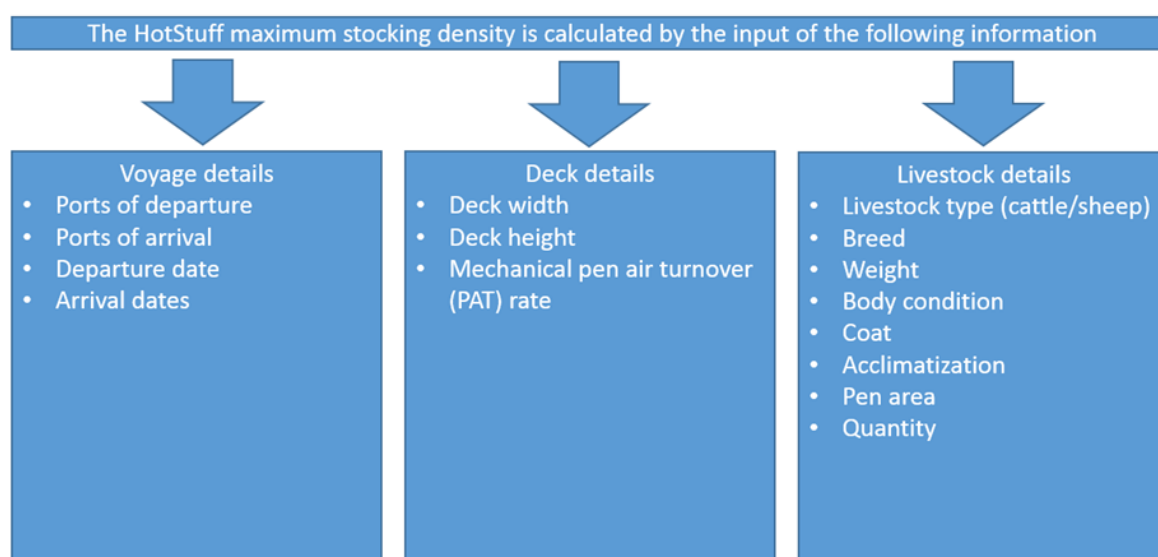 The HotStuff maximum stocking density is calculated by the input of the following information
Voyage details
• Ports of departure
• Ports of arrival
• Departure date
• Arrival dates
Deck details
• Deck width
• Deck height
• Mechanical pen air turnover
(PAT) rate
Livestock details
• Livestock type (cattle/sheep)
• Breed
• Weight
• Body condition
• Coat
• Acclimatization
• Pen area
• Quantity